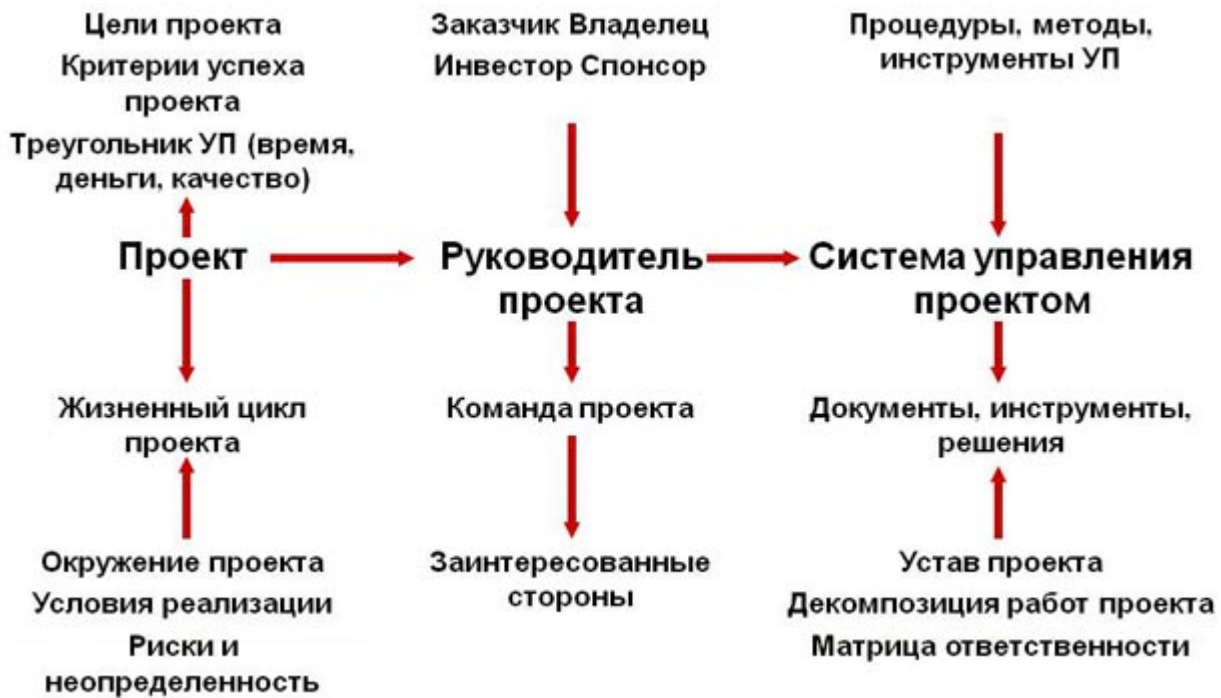 Цели проекта
Критерии успеха
проекта
Треугольник УП (время,
деньги, качество)
Заказчик Владелец
Инвестор Спонсор
Процедуры, методы,
инструменты УП
Проект
Руководитель
проекта
Система управления
проектом
Жизненный цикл
проекта
Команда проекта
Документы, инструменты,
решения
Окружение проекта
Условия реализации
Риски и
неопределенность
Заинтересованные
стороны
Устав проекта
Декомпозиция работ проекта
Матрица ответственности